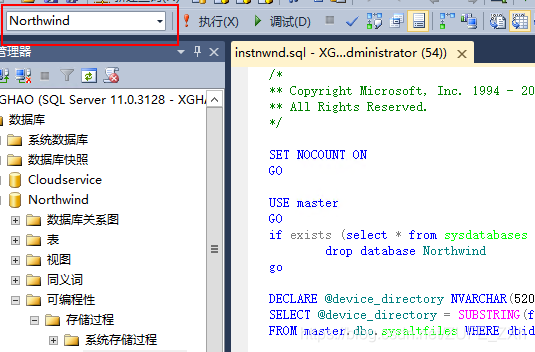 Northwind
执行(X)
调试(D)
管理器
instnwnd.sql - XG...dministrator (54))
GHAO (SQL Server 11.0.3128 - XGHAO
数据库
系统数据库
数据库快照
Cloudservice
Northwind
数据库关系图
表
视图
同义词
可编程性
存储过程
系统存储过程
/*
** Copyright Microsoft, Inc. 1994 - 20
** All Rights Reserved.
*/
SET NOCOUNT ON
GO
USE master
GO
if exists (select * from sysdatabases
drop database Northwind
go
DECLARE @device_directory NVARCHAR(520
SELECT @device_directory = SUBSTRING(f
FROM master.dbo.sysaltfiles WHERE dbid